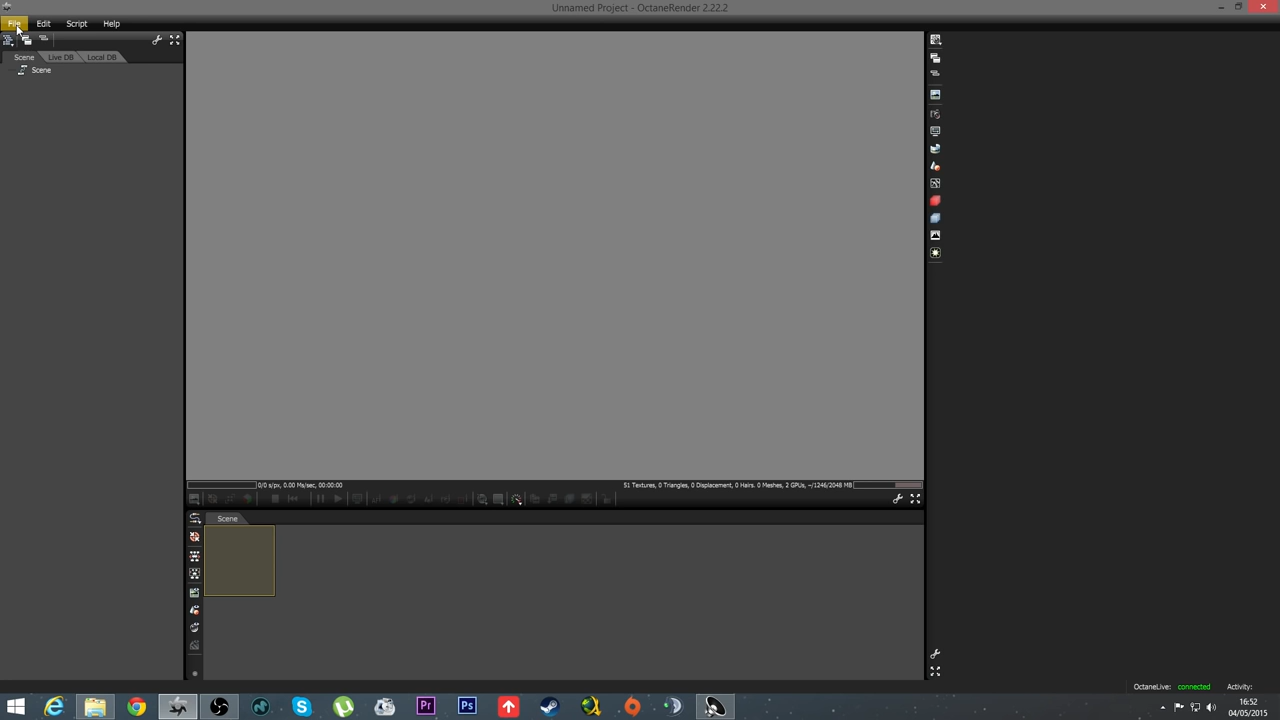 Unnamed Project - OctaneRender 2.22.2
File Edit Script Help
Scene Live DB Local DB
Scene
0/0 s/px, 0.00 Ms/sec, 00:00:00
51 Textures, 0 Triangles, 0 Displacement, 0 Hairs. 0 Meshes, 2 GPUs, ~/1246/2048 MB
Scene
OctaneLive: connected Activity:
Pr
Ps
16:52
04/05/2015